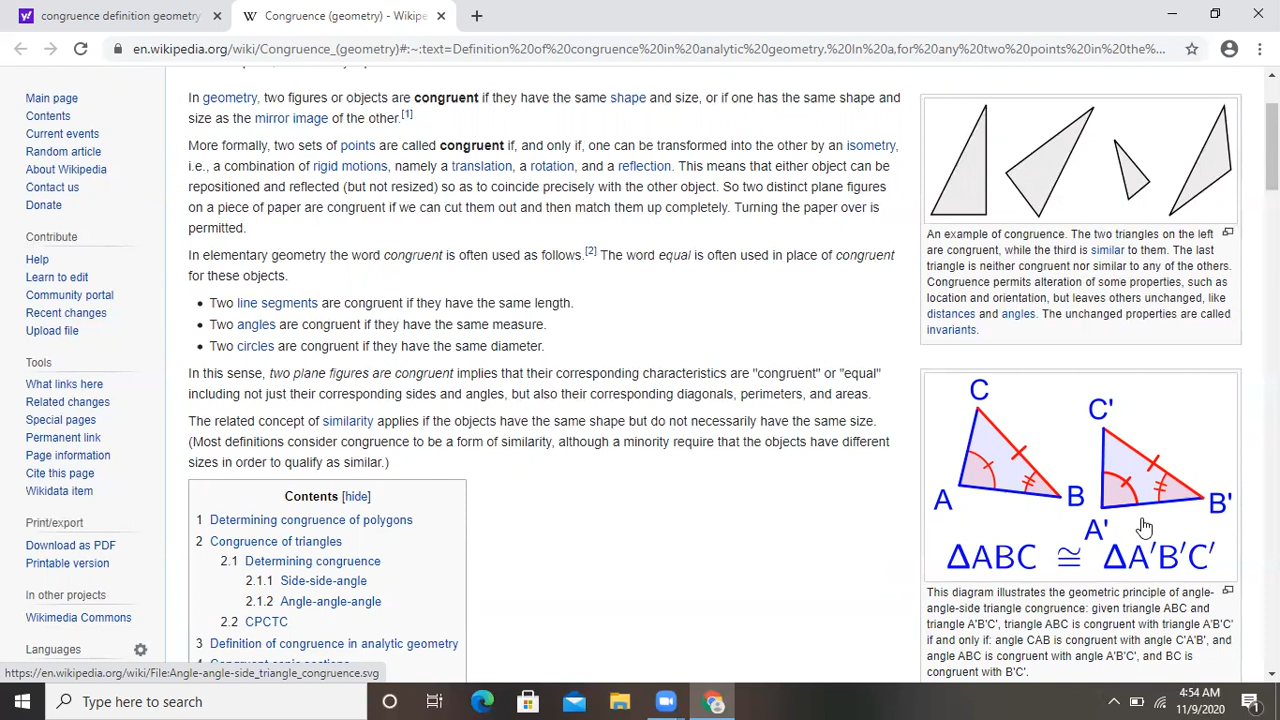 congruence definition geometry
W Congruence (geometry) - Wikipe
en.wikipedia.org/wiki/Congruence_(geometry)#:~:text=Definition%20of%20congruence%20in%20analytic%20geometry.%20In%20a,for%20any%20two%20points%20in%20the%...
Main page
Contents
Current events
Random article
About Wikipedia
Contact us
Donate
Contribute
Help
Learn to edit
Community portal
Recent changes
Upload file
Tools
What links here
Related changes
Special pages
Permanent link
Page information
Cite this page
Wikidata item
Print/export
Download as PDF
Printable version
In other projects
Wikimedia Commons
Languages
In geometry, two figures or objects are congruent if they have the same shape and size, or if one has the same shape and
size as the mirror image of the other.[1]
More formally, two sets of points are called congruent if, and only if, one can be transformed into the other by an isometry,
i.e., a combination of rigid motions, namely a translation, a rotation, and a reflection. This means that either object can be
repositioned and reflected (but not resized) so as to coincide precisely with the other object. So two distinct plane figures
on a piece of paper are congruent if we can cut them out and then match them up completely. Turning the paper over is
permitted.
In elementary geometry the word congruent is often used as follows.[2] The word equal is often used in place of congruent
for these objects.
• Two line segments are congruent if they have the same length.
• Two angles are congruent if they have the same measure.
• Two circles are congruent if they have the same diameter.
In this sense, two plane figures are congruent implies that their corresponding characteristics are "congruent" or "equal"
including not just their corresponding sides and angles, but also their corresponding diagonals, perimeters, and areas.
The related concept of similarity applies if the objects have the same shape but do not necessarily have the same size.
(Most definitions consider congruence to be a form of similarity, although a minority require that the objects have different
sizes in order to qualify as similar.)
Contents [hide]
1 Determining congruence of polygons
2 Congruence of triangles
2.1 Determining congruence
2.1.1 Side-side-angle
2.1.2 Angle-angle-angle
2.2 CPCTC
3 Definition of congruence in analytic geometry
4 Congruent conic sections
An example of congruence. The two triangles on the left
are congruent, while the third is similar to them. The last
triangle is neither congruent nor similar to any of the others.
Congruence permits alteration of some properties, such as
location and orientation, but leaves others unchanged, like
distances and angles. The unchanged properties are called
invariants.
C
C'
A
B
A'
B'
ΔABC ≅ ΔA′B′C′
This diagram illustrates the geometric principle of angle-
angle-side triangle congruence: given triangle ABC and
triangle A'B'C', triangle ABC is congruent with triangle A'B'C'
if and only if: angle CAB is congruent with angle C'A'B', and
angle ABC is congruent with angle A'B'C', and BC is
congruent with B'C'.
https://en.wikipedia.org/wiki/File:Angle-angle-side_triangle_congruence.svg
Type here to search
4:54 AM
11/9/2020
1